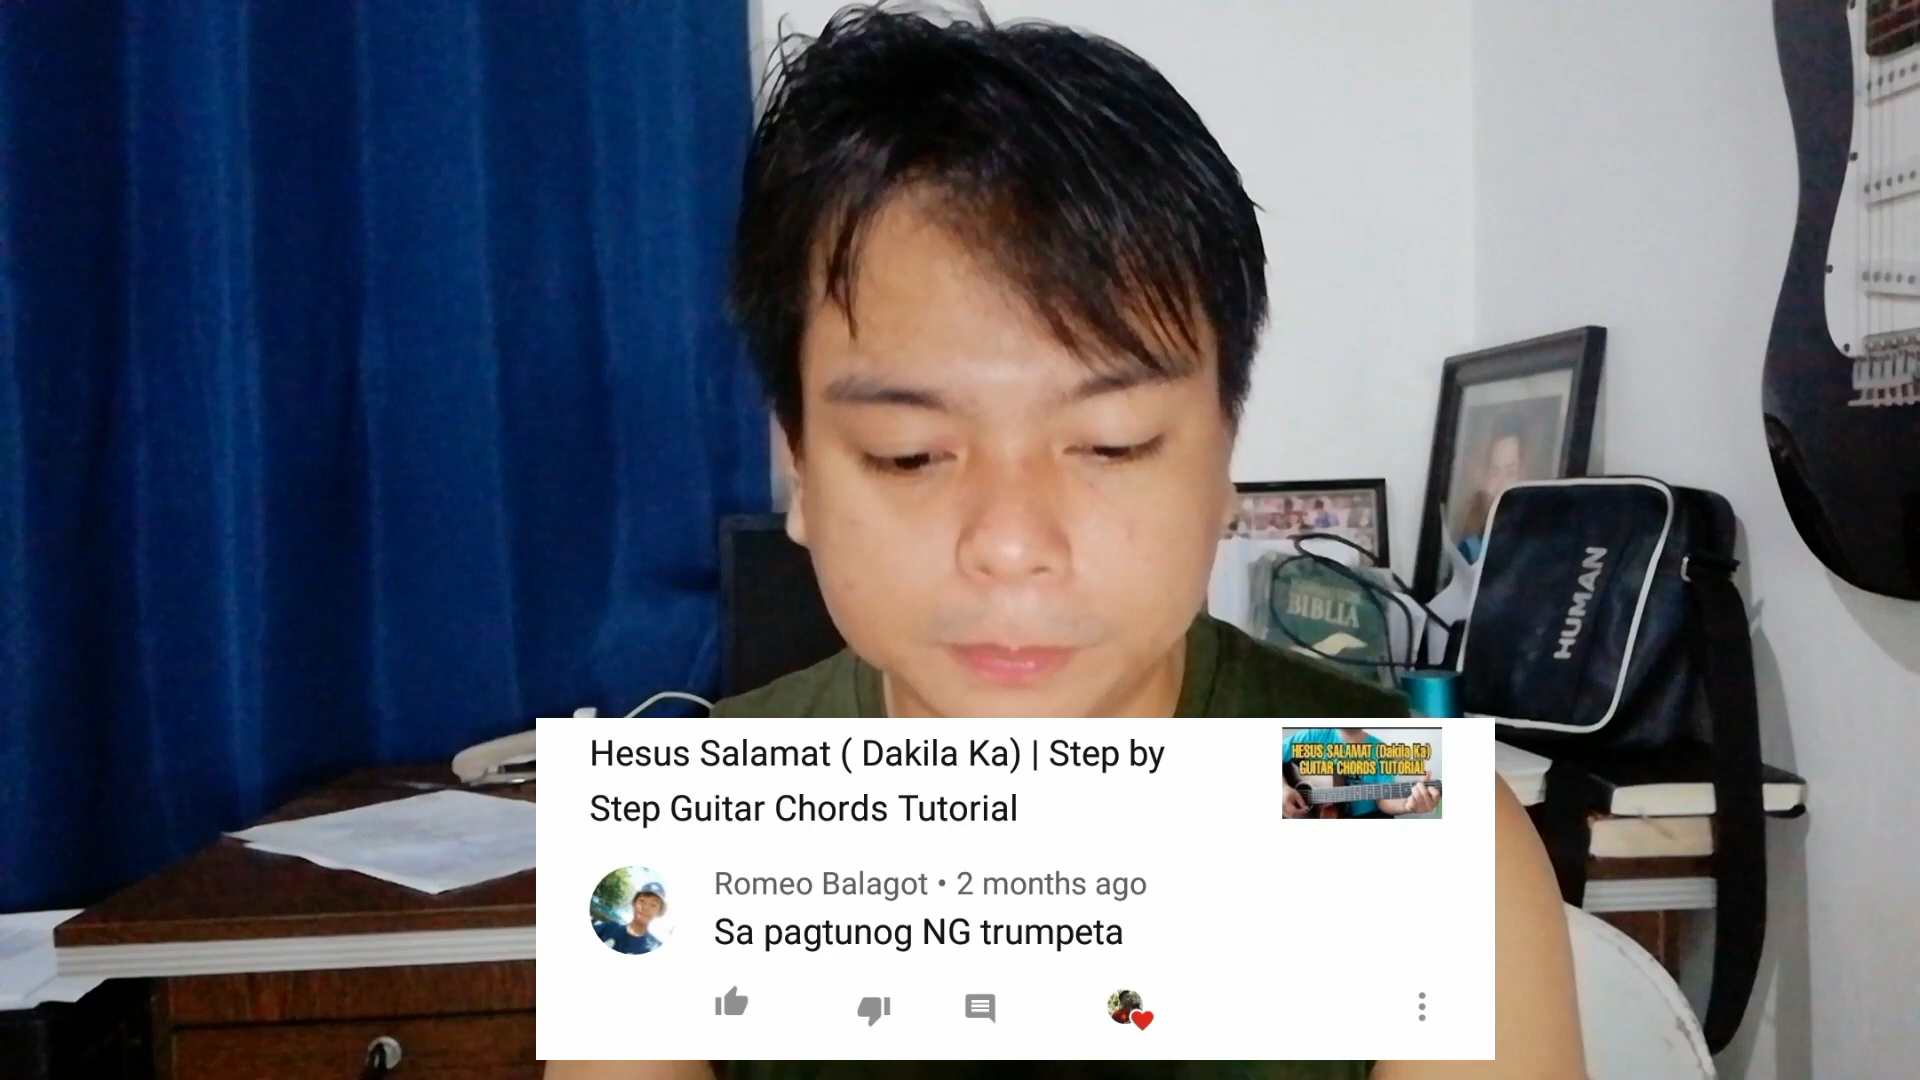 BIBLIA
HUMAN
Hesus Salamat ( Dakila Ka) | Step by
Step Guitar Chords Tutorial
HESUS SALAMAT (Dakila Ka)
GUITAR CHORDS TUTORIAL
Romeo Balagot • 2 months ago
Sa pagtunog NG trumpeta